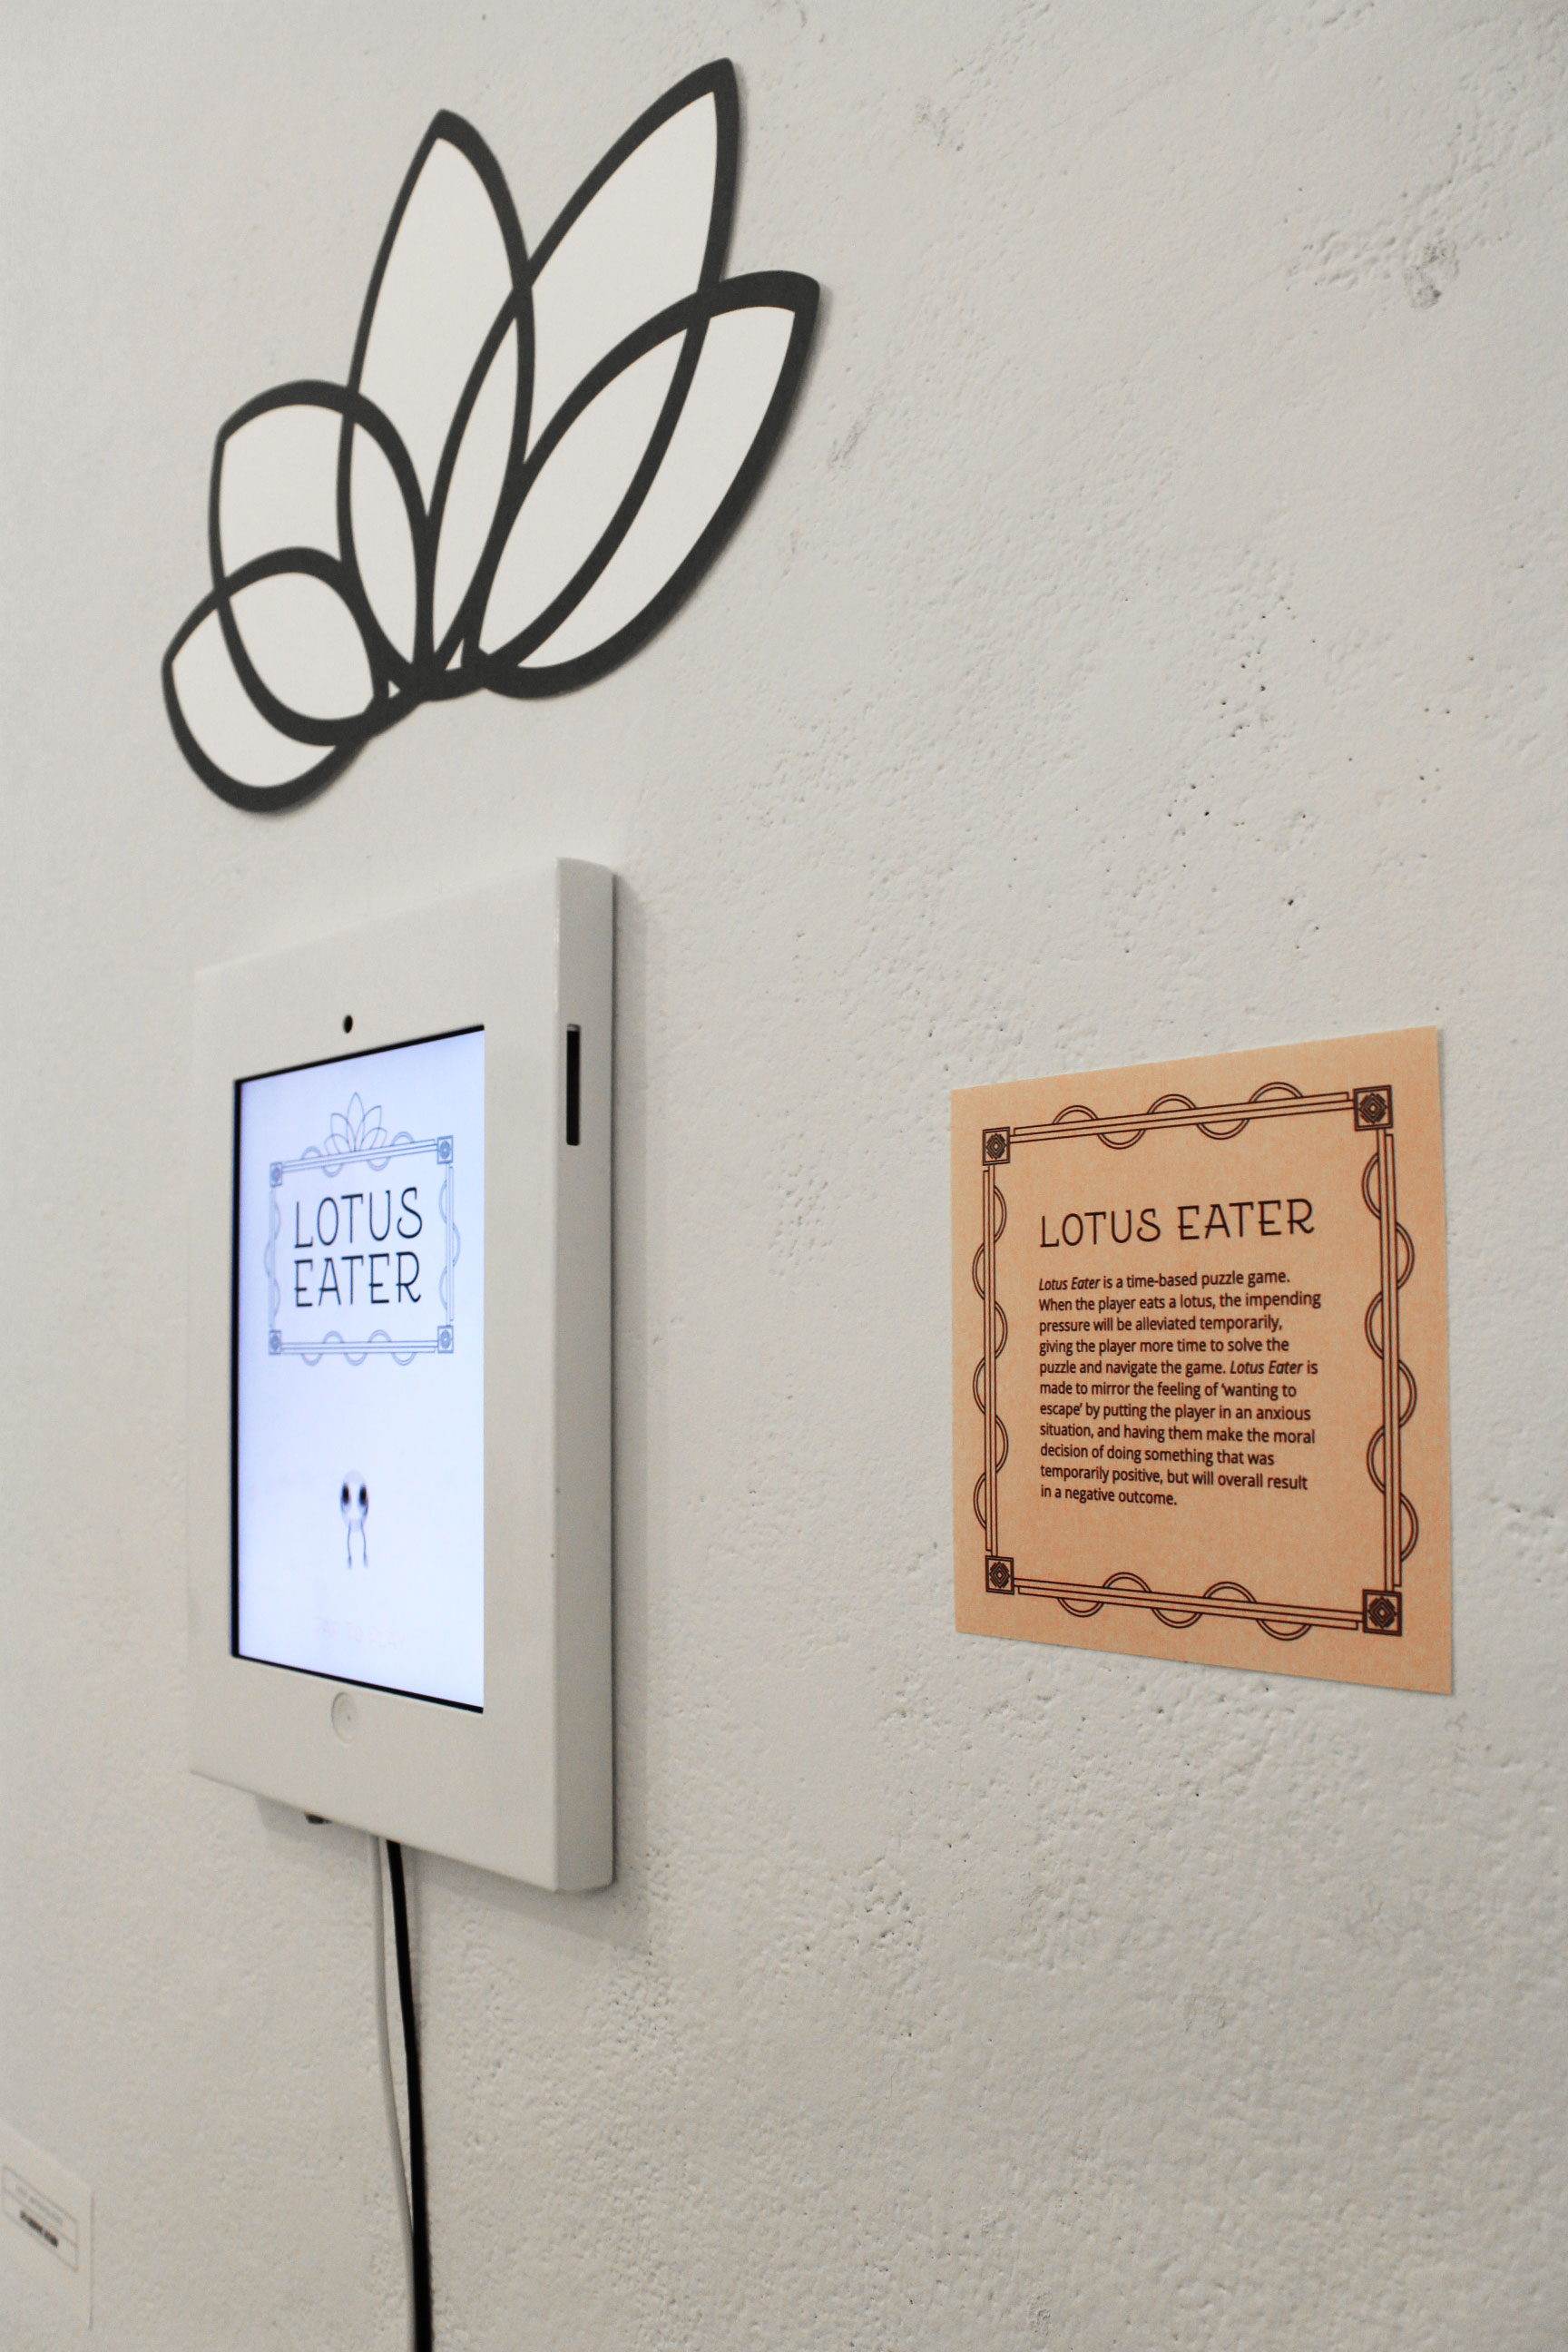 LOTUS
EATER
LOTUS EATER
Lotus Eater is a time-based puzzle game.
When the player eats a lotus, the impending
pressure will be alleviated temporarily,
giving the player more time to solve the
puzzle and navigate the game. Lotus Eater is
made to mirror the feeling of 'wanting to
escape' by putting the player in an anxious
situation, and having them make the moral
decision of doing something that was
temporarily positive, but will overall result
in a negative outcome.